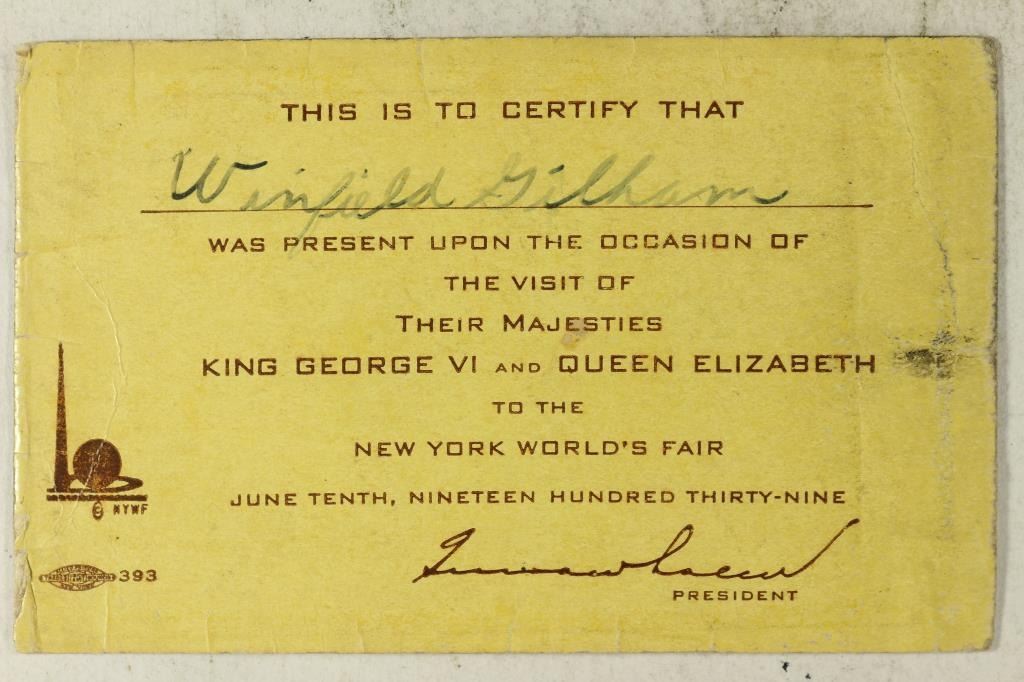 THIS IS TO CERTIFY THAT
Winfield Gilham
WAS PRESENT UPON THE OCCASION OF
THE VISIT OF
THEIR MAJESTIES
KING GEORGE VI AND QUEEN ELIZABETH
TO THE
NEW YORK WORLD'S FAIR
JUNE TENTH, NINETEEN HUNDRED THIRTY-NINE
PRESIDENT
© NYWF
393